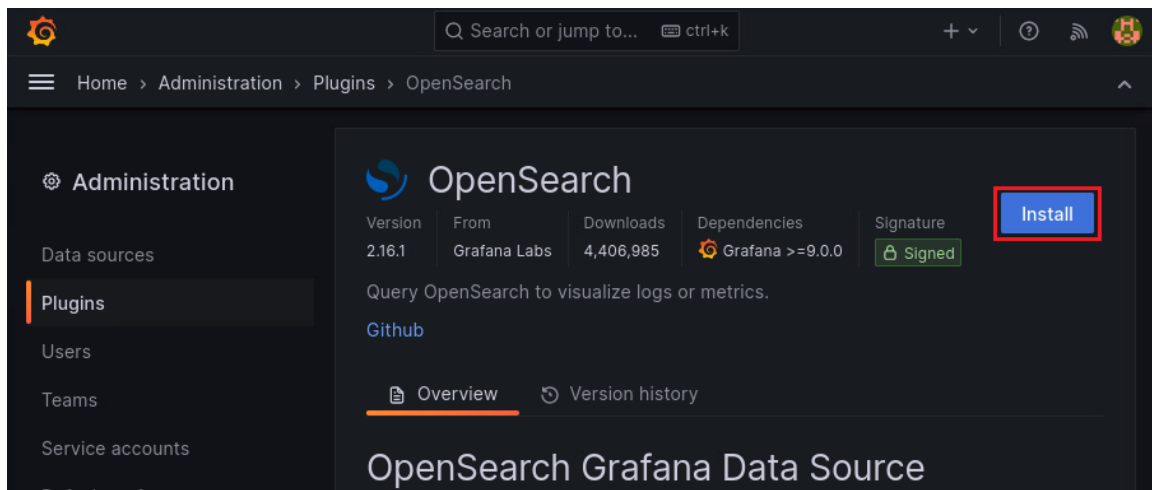 Search or jump to... ctrl+k
Home › Administration › Plugins › OpenSearch
Administration
Data sources
Plugins
Users
Teams
Service accounts
OpenSearch
Install
Version From Downloads Dependencies Signature
2.16.1 Grafana Labs 4,406,985 Grafana >=9.0.0 Signed
Query OpenSearch to visualize logs or metrics.
Github
Overview Version history
OpenSearch Grafana Data Source